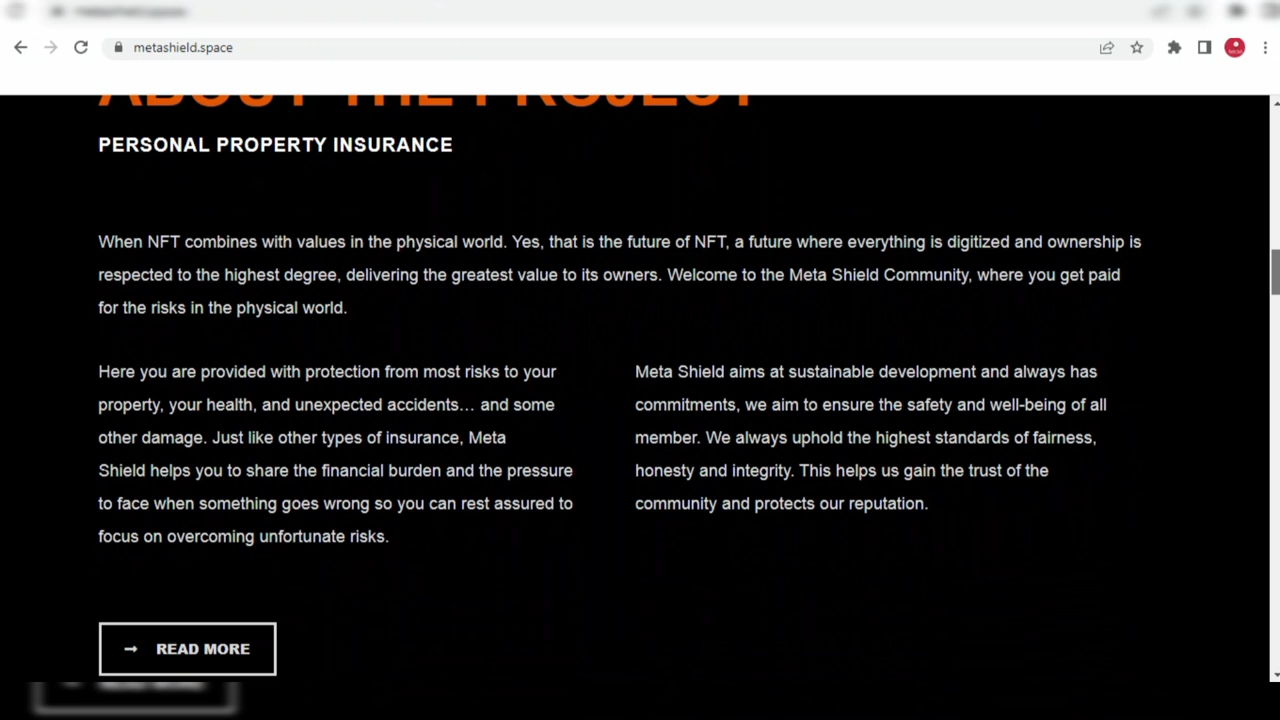 metashield.space
ABOUT THE PROJECT
PERSONAL PROPERTY INSURANCE
When NFT combines with values in the physical world. Yes, that is the future of NFT, a future where everything is digitized and ownership is
respected to the highest degree, delivering the greatest value to its owners. Welcome to the Meta Shield Community, where you get paid
for the risks in the physical world.
Here you are provided with protection from most risks to your
property, your health, and unexpected accidents… and some
other damage. Just like other types of insurance, Meta
Shield helps you to share the financial burden and the pressure
to face when something goes wrong so you can rest assured to
focus on overcoming unfortunate risks.
Meta Shield aims at sustainable development and always has
commitments, we aim to ensure the safety and well-being of all
member. We always uphold the highest standards of fairness,
honesty and integrity. This helps us gain the trust of the
community and protects our reputation.
READ MORE